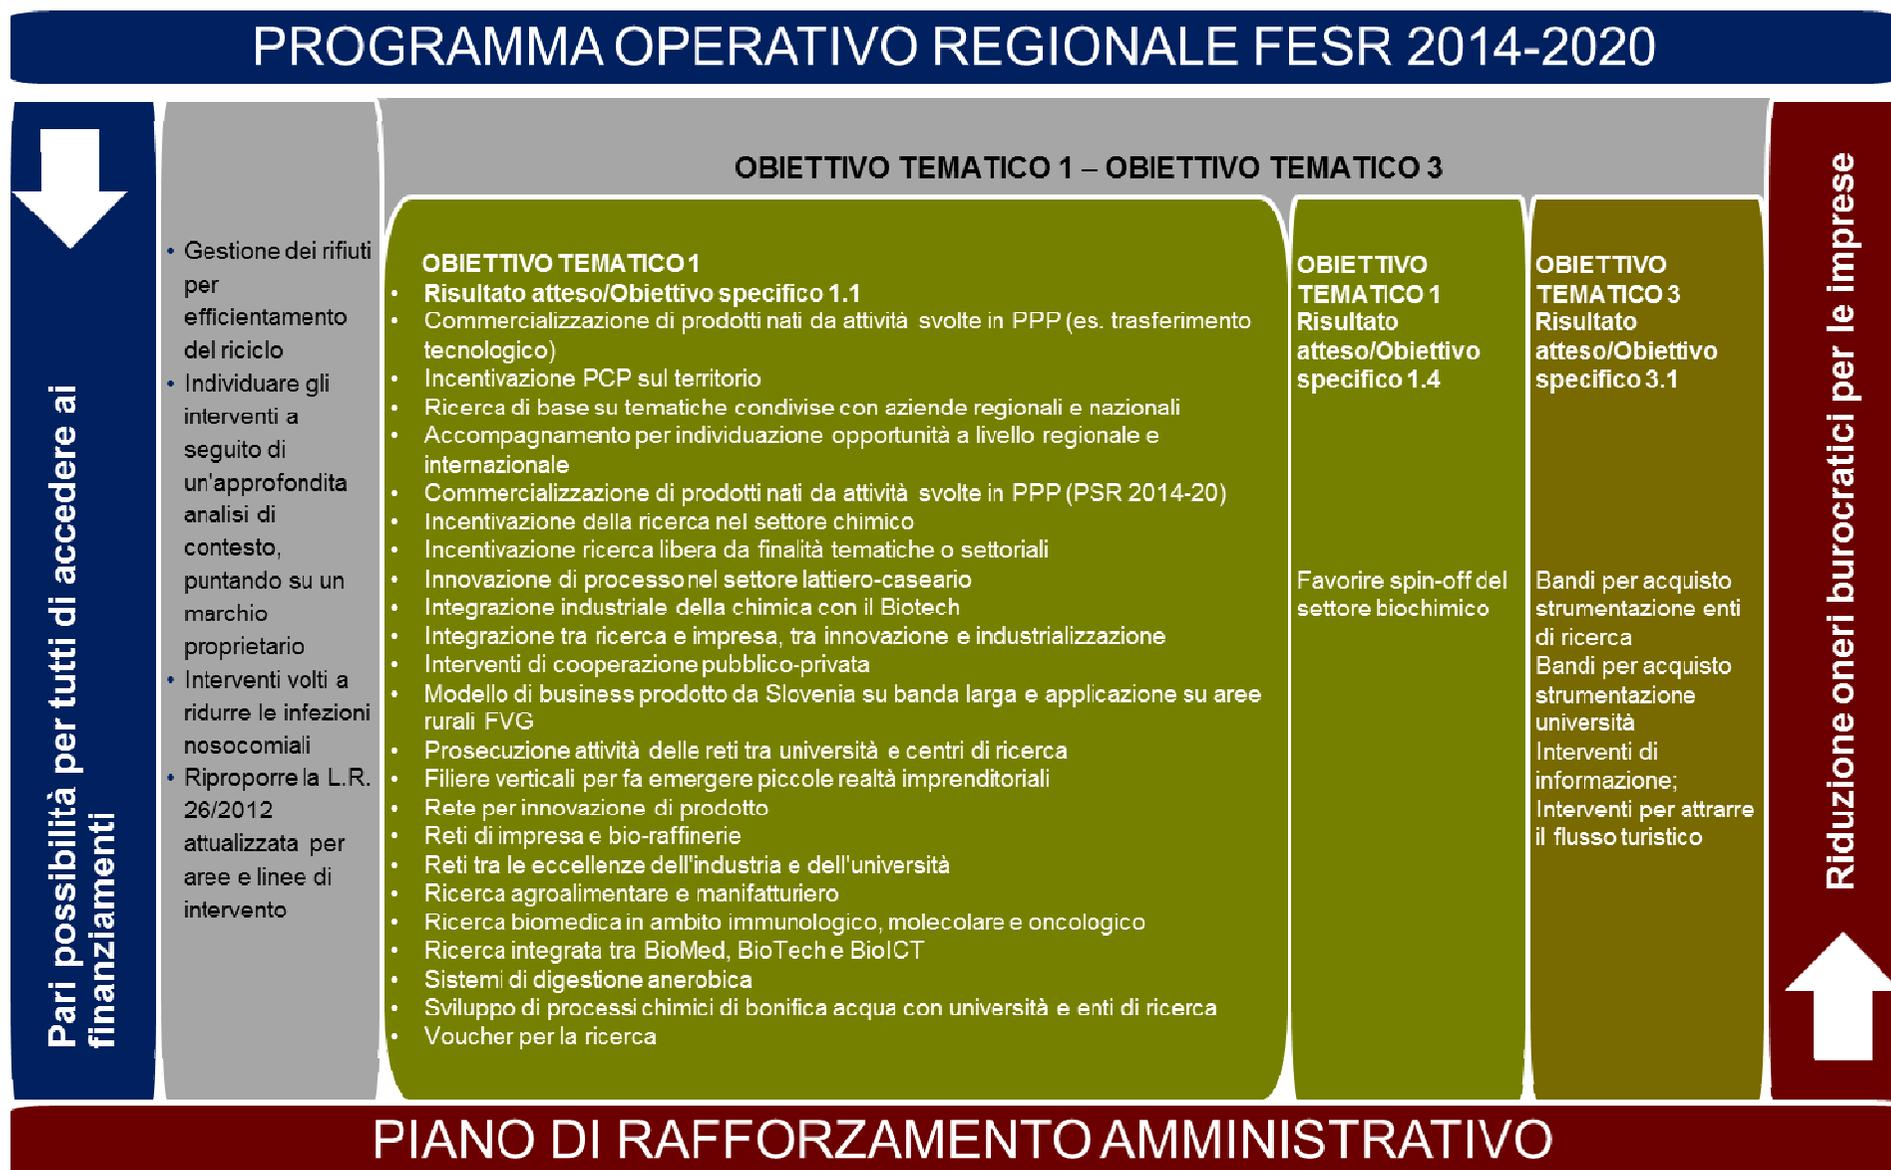 PROGRAMMA OPERATIVO REGIONALE FESR 2014-2020
Pari possibilità per tutti di accedere ai
finanziamenti
• Gestione dei rifiuti
per
efficientamento
del riciclo
• Individuare gli
interventi a
seguito di
un'approfondita
analisi di
contesto,
puntando su un
marchio
proprietario
• Interventi volti a
ridurre le infezioni
nosocomiali
• Riproporre la L.R.
26/2012
attualizzata per
aree e linee di
intervento
OBIETTIVO TEMATICO 1 – OBIETTIVO TEMATICO 3
OBIETTIVO TEMATICO 1
• Risultato atteso/Obiettivo specifico 1.1
• Commercializzazione di prodotti nati da attività svolte in PPP (es. trasferimento
tecnologico)
• Incentivazione PCP sul territorio
• Ricerca di base su tematiche condivise con aziende regionali e nazionali
• Accompagnamento per individuazione opportunità a livello regionale e
internazionale
• Commercializzazione di prodotti nati da attività svolte in PPP (PSR 2014-20)
• Incentivazione della ricerca nel settore chimico
• Incentivazione ricerca libera da finalità tematiche o settoriali
• Innovazione di processo nel settore lattiero-caseario
• Integrazione industriale della chimica con il Biotech
• Integrazione tra ricerca e impresa, tra innovazione e industrializzazione
• Interventi di cooperazione pubblico-privata
• Modello di business prodotto da Slovenia su banda larga e applicazione su aree
rurali FVG
• Prosecuzione attività delle reti tra università e centri di ricerca
• Filiere verticali per fa emergere piccole realtà imprenditoriali
• Rete per innovazione di prodotto
• Reti di impresa e bio-raffinerie
• Reti tra le eccellenze dell'industria e dell'università
• Ricerca agroalimentare e manifatturiero
• Ricerca biomedica in ambito immunologico, molecolare e oncologico
• Ricerca integrata tra BioMed, BioTech e BioICT
• Sistemi di digestione anerobica
• Sviluppo di processi chimici di bonifica acqua con università e enti di ricerca
• Voucher per la ricerca
OBIETTIVO
TEMATICO 1
Risultato
atteso/Obiettivo
specifico 1.4
Favorire spin-off del
settore biochimico
OBIETTIVO
TEMATICO 3
Risultato
atteso/Obiettivo
specifico 3.1
Bandi per acquisto
strumentazione enti
di ricerca
Bandi per acquisto
strumentazione
università
Interventi di
informazione;
Interventi per attrarre
il flusso turistico
Riduzione oneri burocratici per le imprese
PIANO DI RAFFORZAMENTO AMMINISTRATIVO